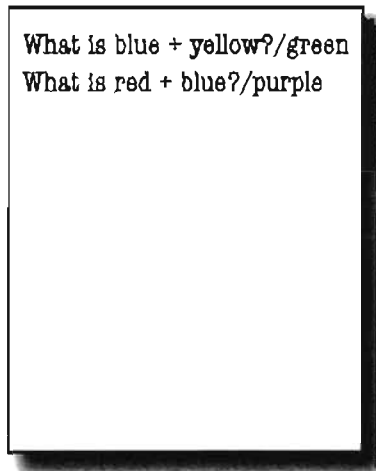 What is blue + yellow?/green
What is red + blue?/purple